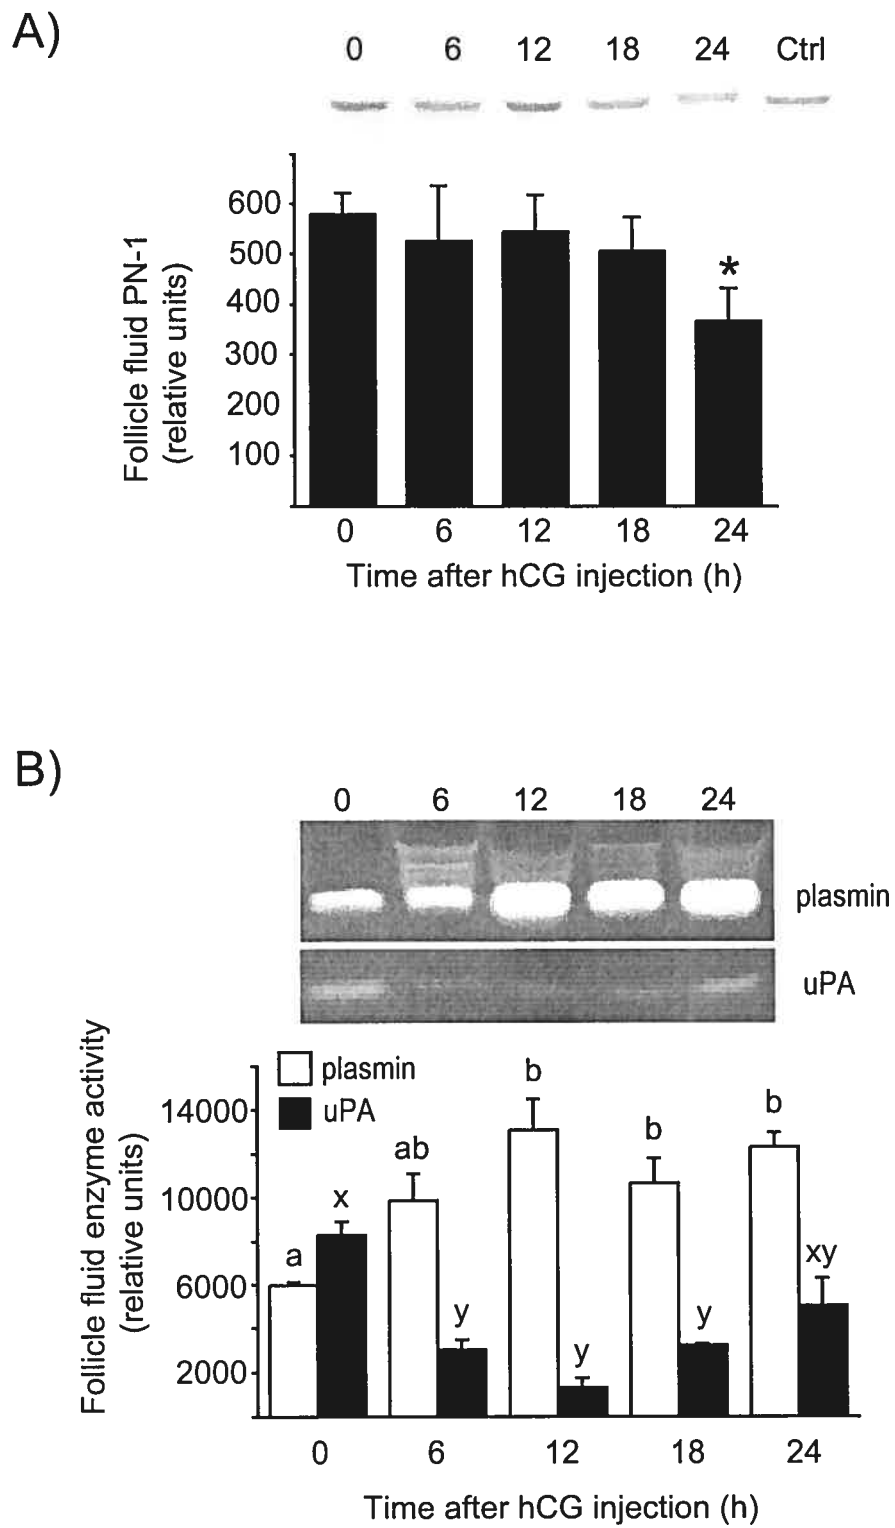 A)
0 6 12 18 24 Ctrl
600
500
400
300
200
100
Follicle fluid PN-1
(relative units)
*
0 6 12 18 24
Time after hCG injection (h)
B)
0 6 12 18 24
plasmin
uPA
plasmin
uPA
14000
10000
6000
2000
Follicle fluid enzyme activity
(relative units)
a x ab y b y b y b xy
0 6 12 18 24
Time after hCG injection (h)